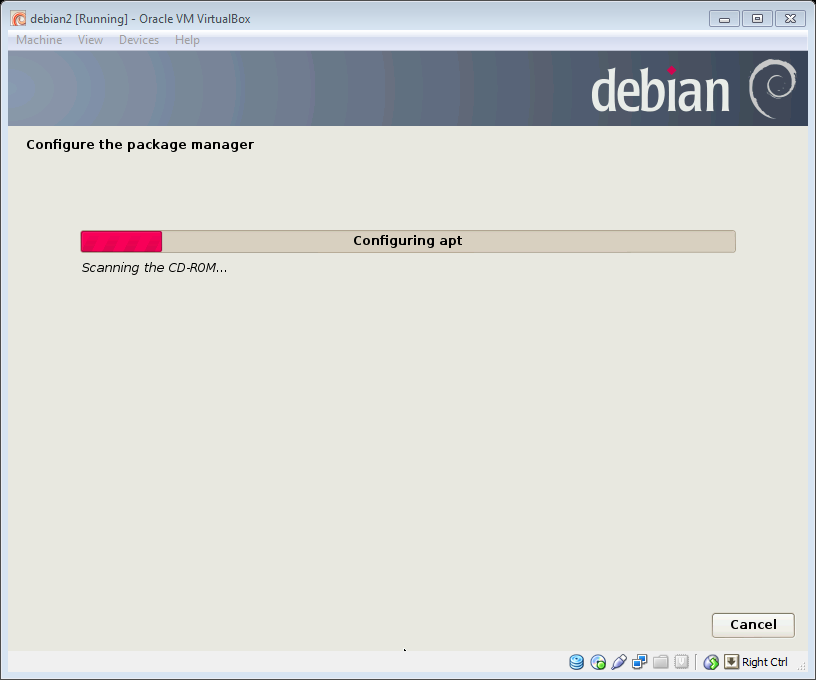 debian2 [Running] - Oracle VM VirtualBox
Machine View Devices Help
debian
Configure the package manager
Configuring apt
Scanning the CD-ROM...
Cancel
Right Ctrl